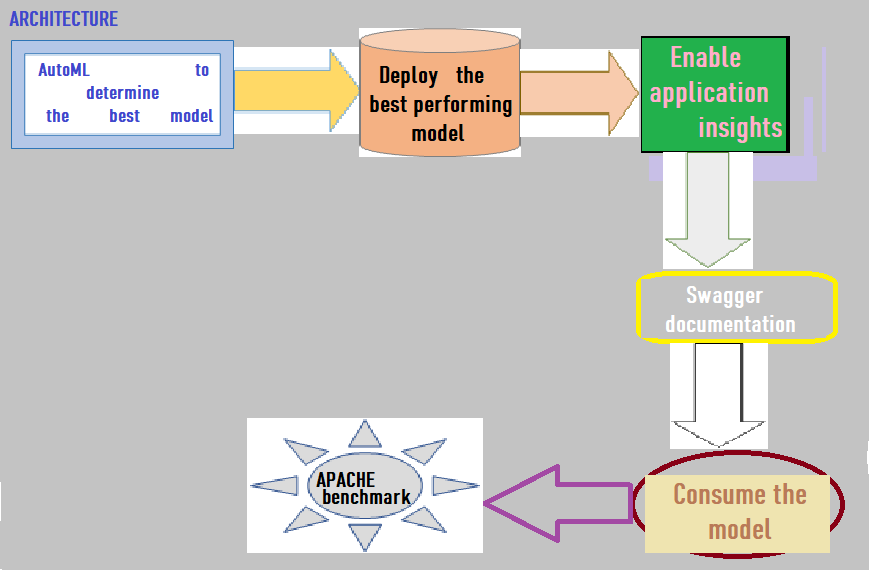 ARCHITECTURE
AutoML to
determine
the best model
Deploy the
best performing
model
Enable
application
insights
Swagger
documentation
Consume the
model
APACHE
benchmark